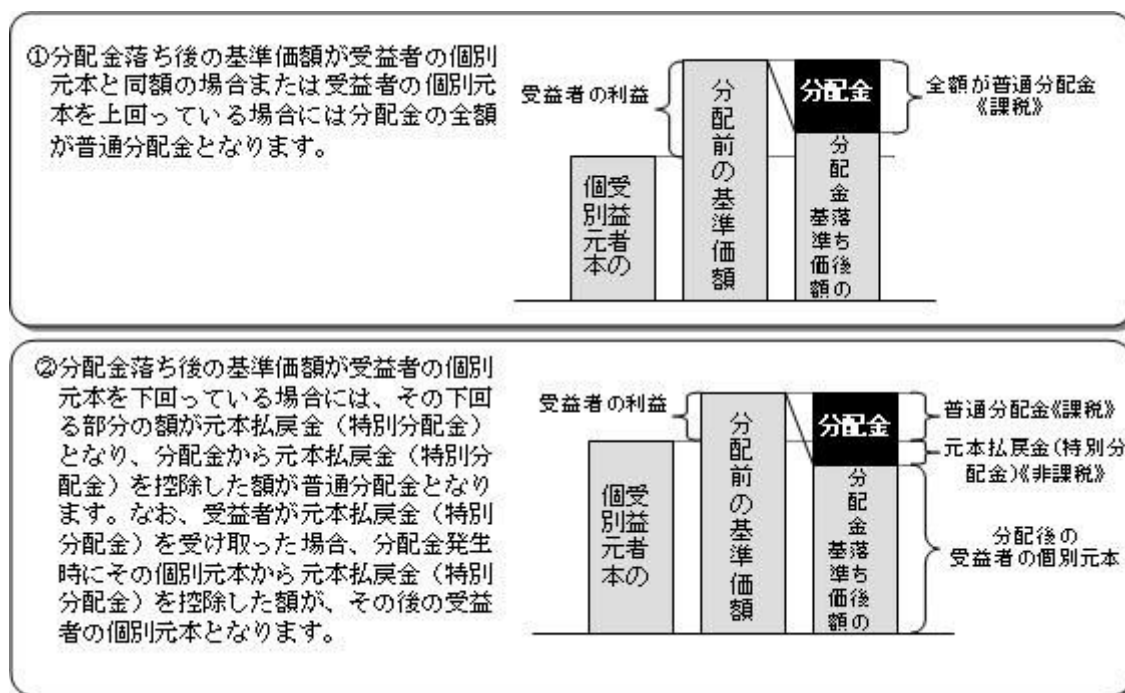 ①分配金落ち後の基準価額が受益者の個別
元本と同額の場合または受益者の個別元
本を上回っている場合には分配金の全額
が普通分配金となります。
受益者の利益
受益者の
個別元本
分配前の基準価額
分配金
分配金落ち後の
基準価額
全額が普通分配金
《課税》
②分配金落ち後の基準価額が受益者の個別
元本を下回っている場合には、その下回
る部分の額が元本払戻金（特別分配金）
となり、分配金から元本払戻金（特別分
配金）を控除した額が普通分配金となり
ます。なお、受益者が元本払戻金（特別
分配金）を受け取った場合、分配金発生
時にその個別元本から元本払戻金（特別
分配金）を控除した額が、その後の受益
者の個別元本となります。
受益者の利益
受益者の
個別元本
分配前の基準価額
分配金
分配金落ち後の
基準価額
普通分配金《課税》
元本払戻金(特別分
配金)《非課税》
分配後の
受益者の個別元本